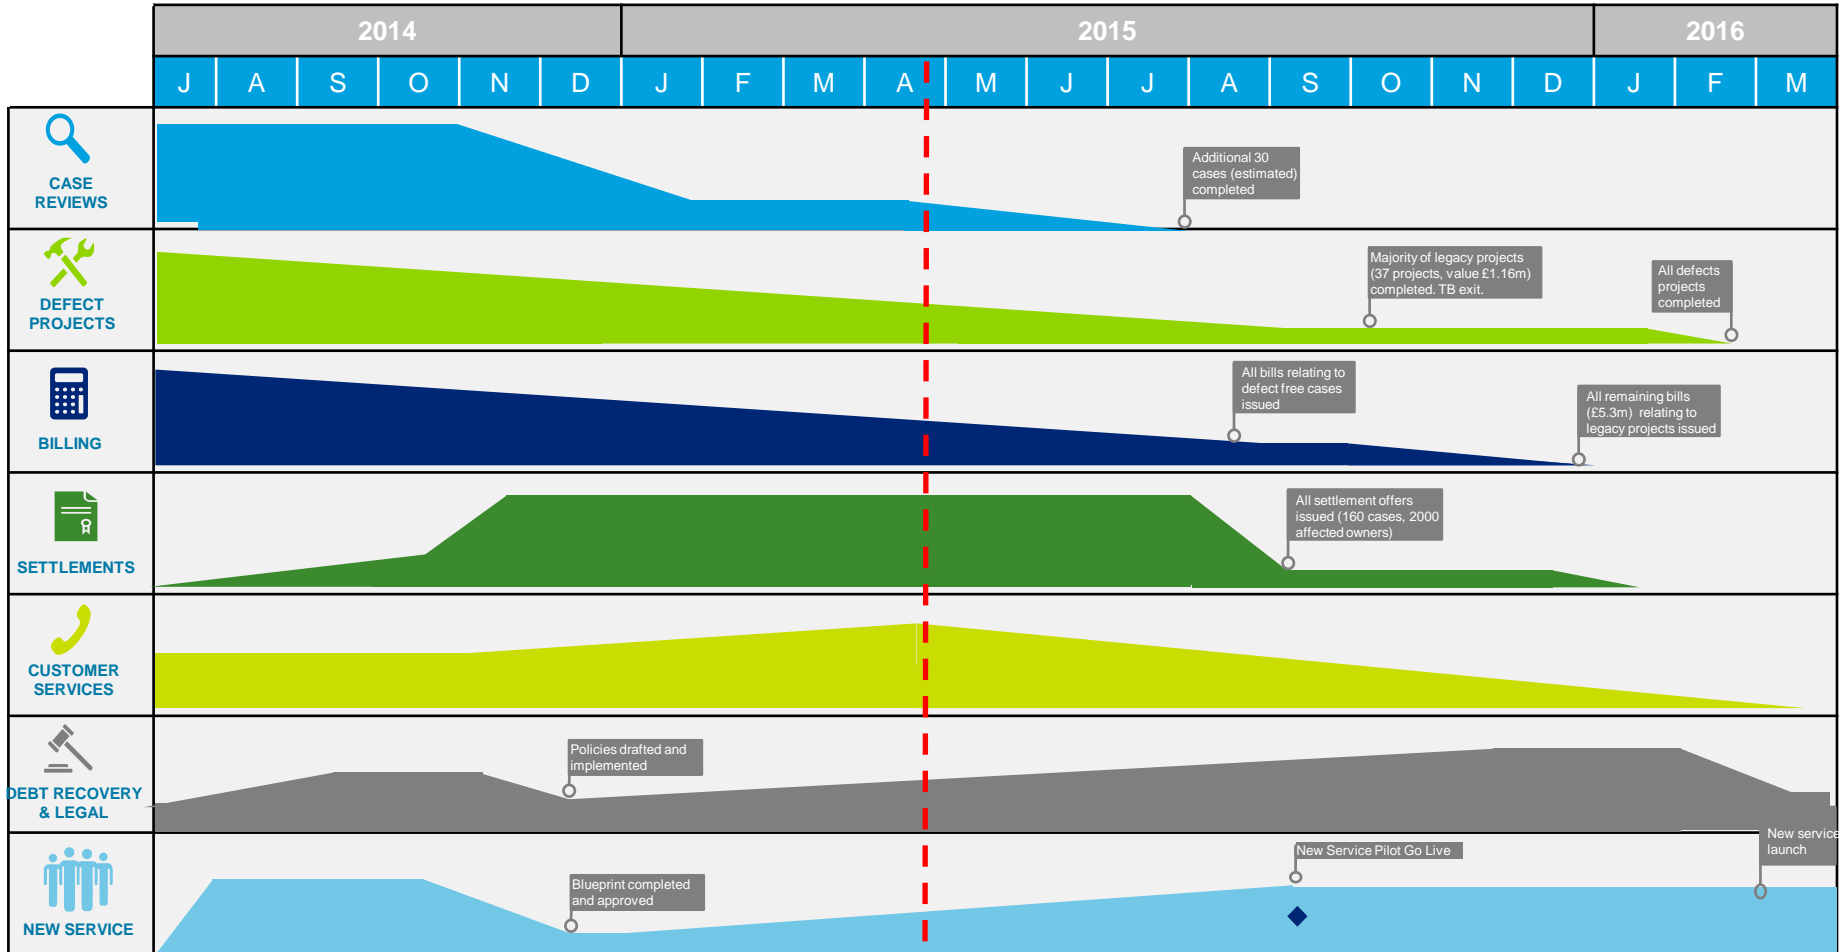 2014 2015 2016
J A S O N D J F M A M J J A S O N D J F M
CASE
REVIEWS
Additional 30
cases (estimated)
completed
DEFECT
PROJECTS
Majority of legacy projects
(37 projects, value £1.16m)
completed. TB exit.
All defects
projects
completed
BILLING
All bills relating to
defect free cases
issued
All remaining bills
(£5.3m) relating to
legacy projects issued
SETTLEMENTS
All settlement offers
issued (160 cases, 2000
affected owners)
CUSTOMER
SERVICES
DEBT RECOVERY
& LEGAL
Policies drafted and
implemented
NEW SERVICE
Blueprint completed
and approved
New Service Pilot Go Live
New service
launch